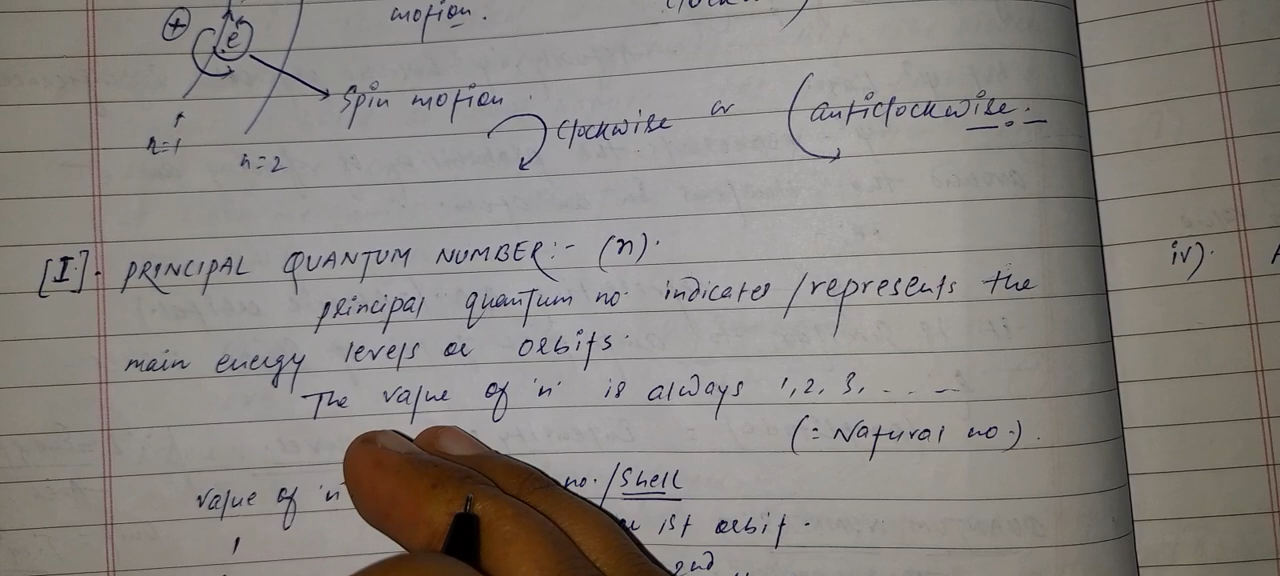 motion.
+
e
Spin motion.
clockwise or (anticlockwise.
n=1
n=2
[I]. PRINCIPAL QUANTUM NUMBER:- (n).
principal quantum no. indicates / represents the
iv).
main energy levels or orbits.
The value of 'n' is always 1, 2, 3, - - - -
(= Natural no.).
value of 'n no. / Shell
1st orbit.
1
2nd "